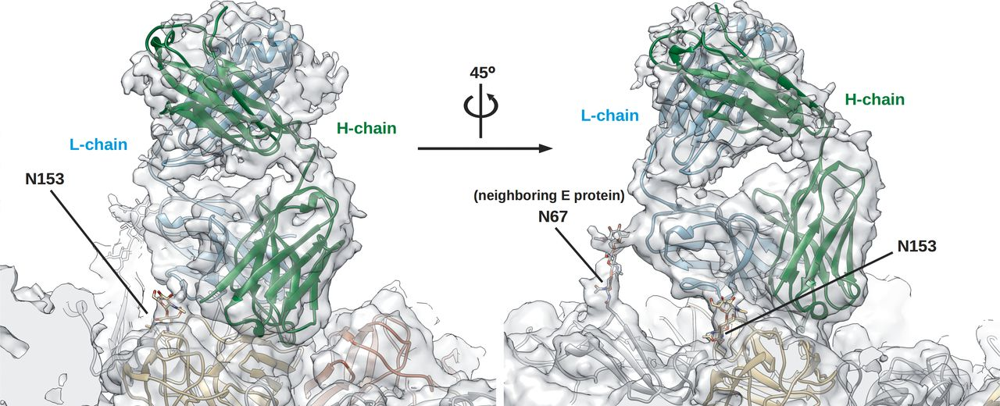 L-chain
H-chain
N153
45º
L-chain
H-chain
(neighboring E protein)
N67
N153